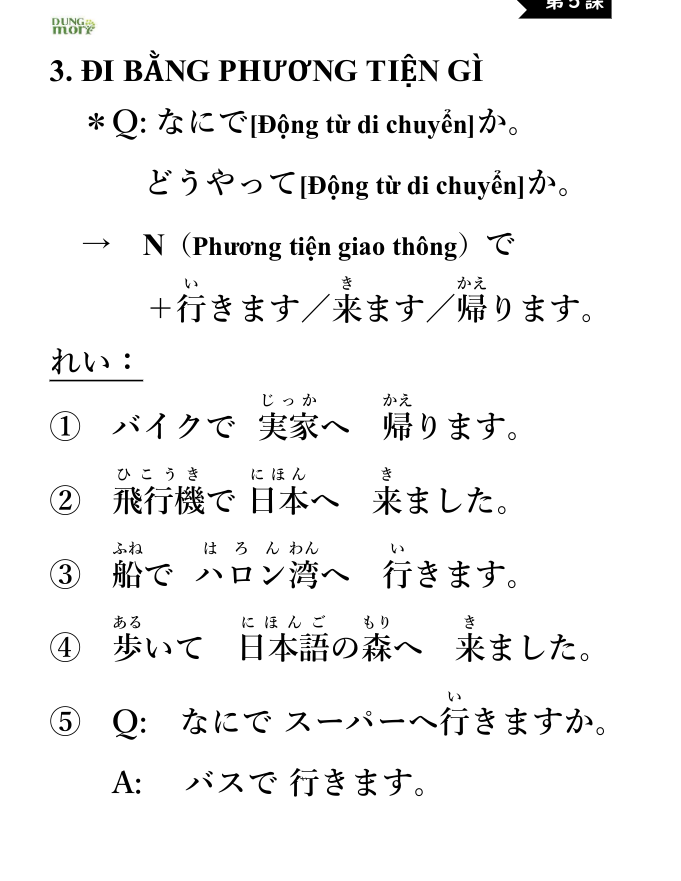 第5課
DUNG
mori
3. ĐI BẰNG PHƯƠNG TIỆN GÌ
＊Q: なにで[Động từ di chuyển]か。
どうやって[Động từ di chuyển]か。
→ N（Phương tiện giao thông）で
い き かえ
＋行きます／来ます／帰ります。
れい：
じっか かえ
① バイクで 実家へ 帰ります。
ひこうき にほん き
② 飛行機で 日本へ 来ました。
ふね はろんわん い
③ 船で ハロン湾へ 行きます。
ある にほんご もり き
④ 歩いて 日本語の森へ 来ました。
い
⑤ Q: なにで スーパーへ行きますか。
A: バスで 行きます。